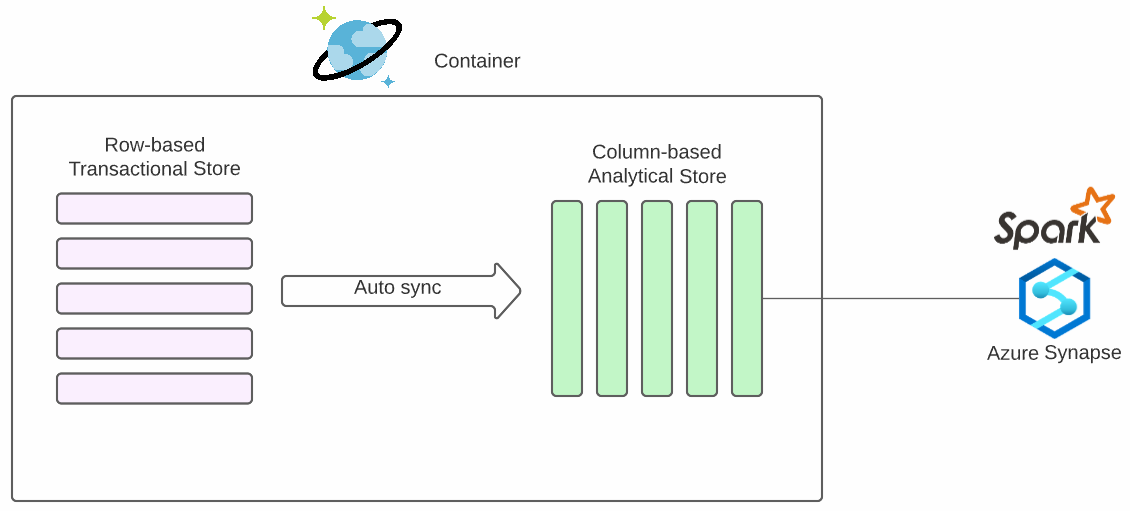 Container
Row-based
Transactional Store
Column-based
Analytical Store
Auto sync
Spark
Azure Synapse